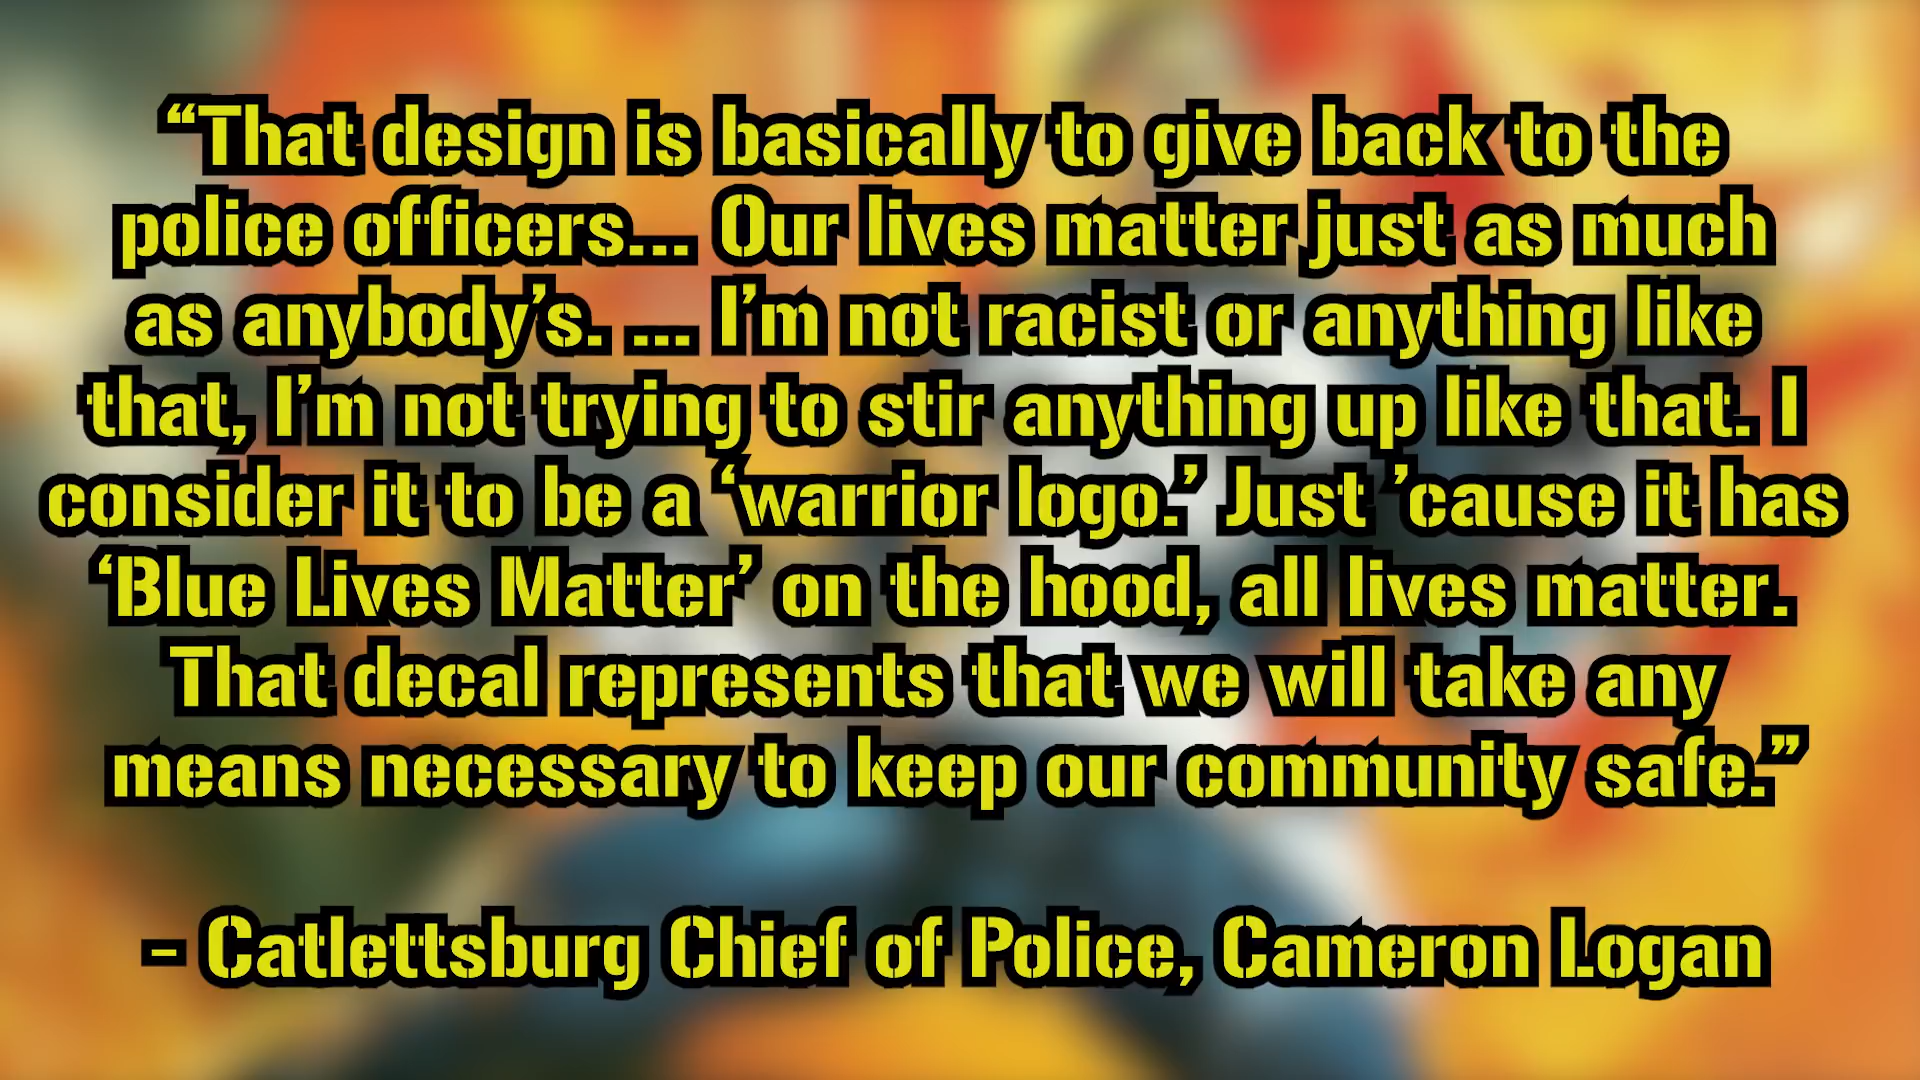 “That design is basically to give back to the
police officers... Our lives matter just as much
as anybody’s. ... I’m not racist or anything like
that, I’m not trying to stir anything up like that. I
consider it to be a ‘warrior logo.’ Just ’cause it has
‘Blue Lives Matter’ on the hood, all lives matter.
That decal represents that we will take any
means necessary to keep our community safe.”
- Catlettsburg Chief of Police, Cameron Logan